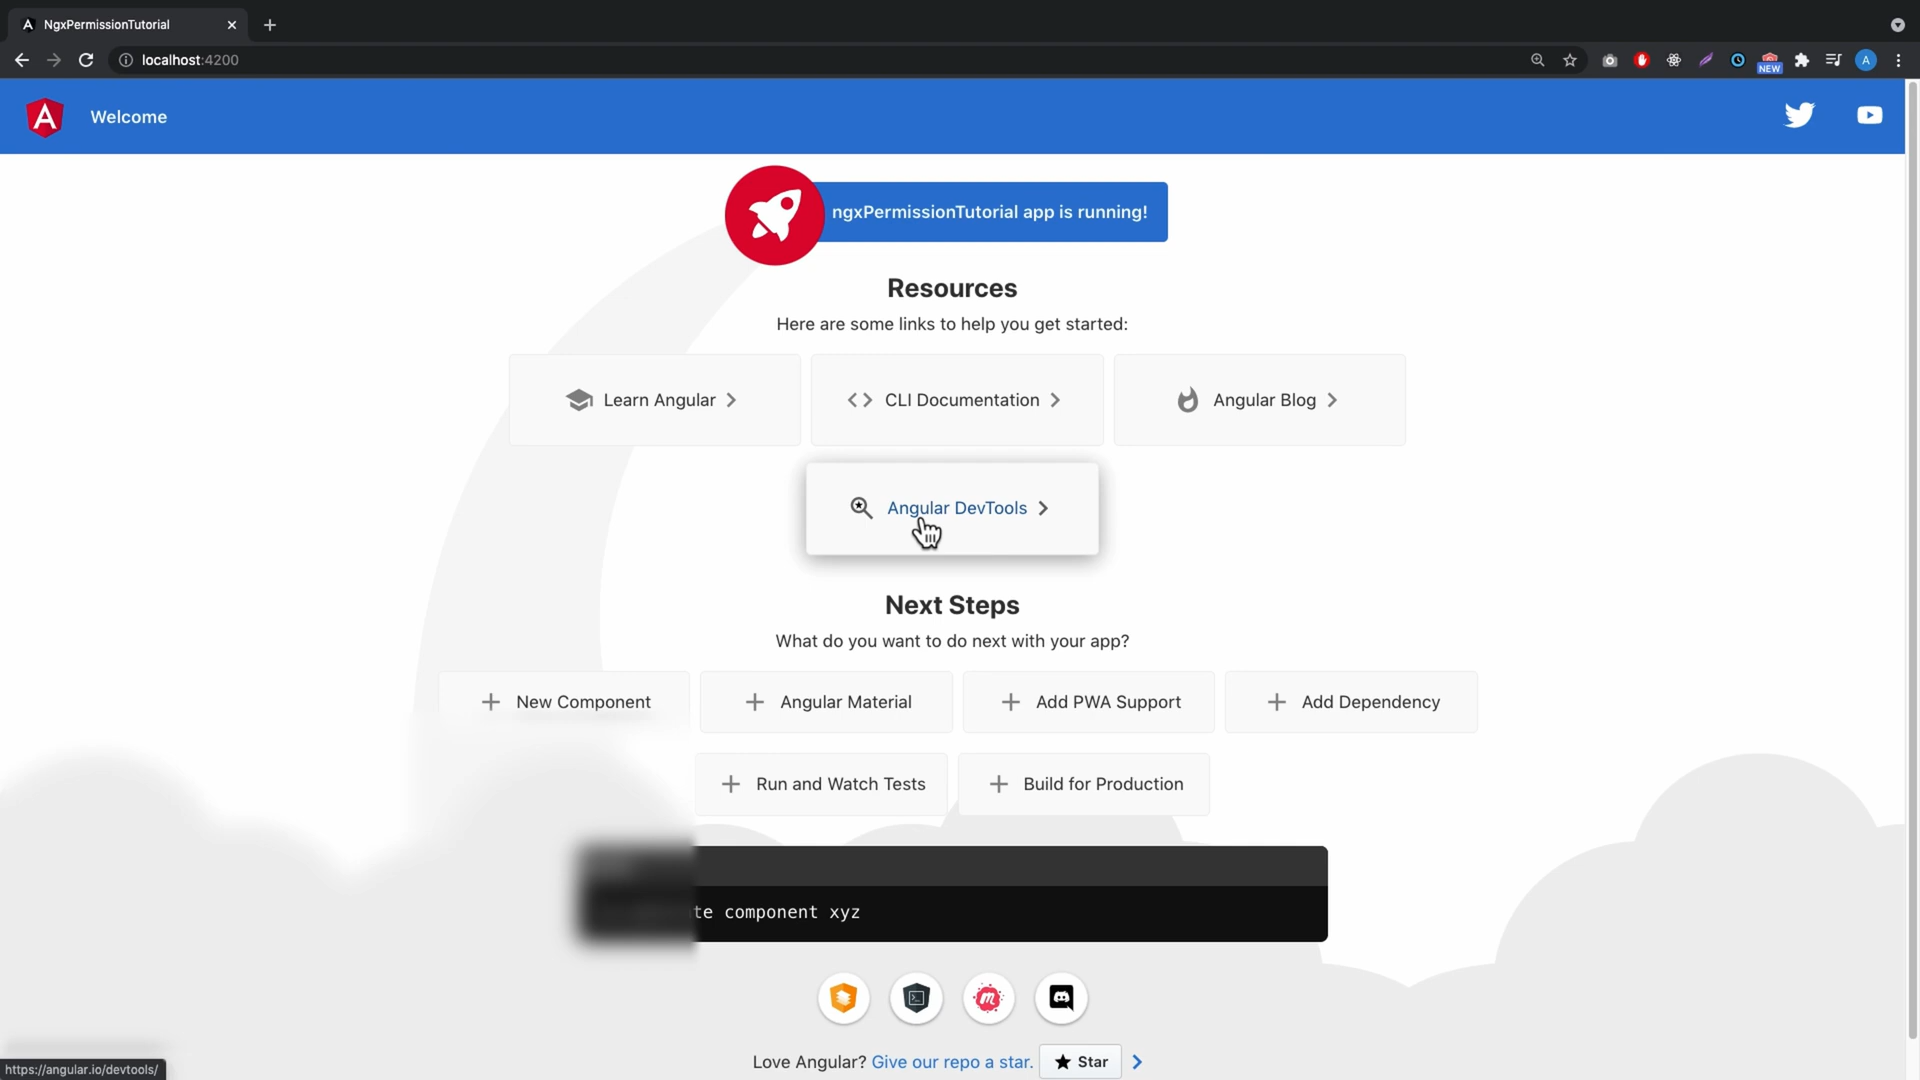 NgxPermissionTutorial
localhost:4200
NEW
A
Welcome
ngxPermissionTutorial app is running!
Resources
Here are some links to help you get started:
Learn Angular
CLI Documentation
Angular Blog
Angular DevTools
Next Steps
What do you want to do next with your app?
New Component
Angular Material
Add PWA Support
Add Dependency
Run and Watch Tests
Build for Production
component xyz
Love Angular? Give our repo a star. Star
https://angular.io/devtools/